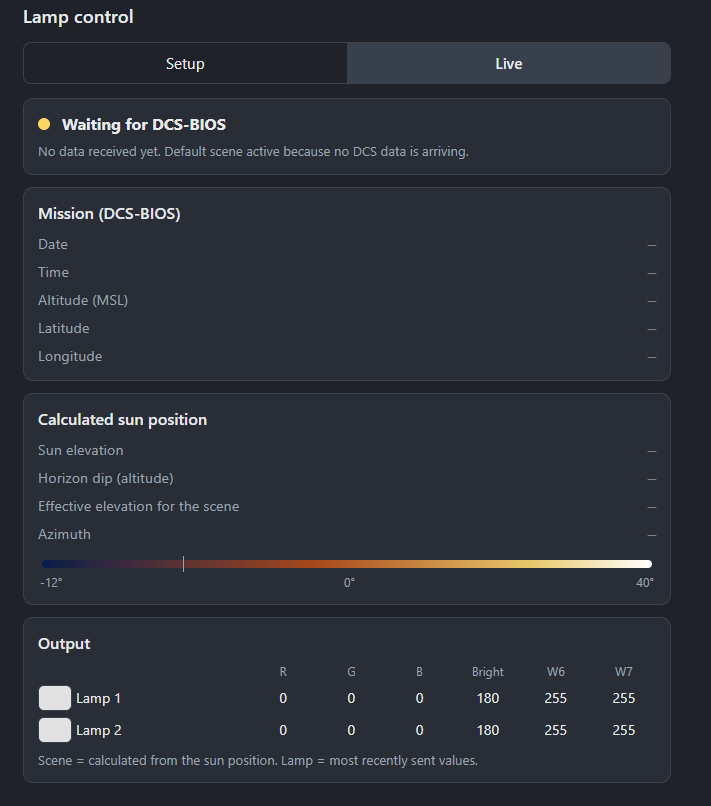 Lamp control
Setup Live
Waiting for DCS-BIOS
No data received yet. Default scene active because no DCS data is arriving.
Mission (DCS-BIOS)
Date –
Time –
Altitude (MSL) –
Latitude –
Longitude –
Calculated sun position
Sun elevation –
Horizon dip (altitude) –
Effective elevation for the scene –
Azimuth –
-12° 0° 40°
Output
R G B Bright W6 W7
Lamp 1 0 0 0 180 255 255
Lamp 2 0 0 0 180 255 255
Scene = calculated from the sun position. Lamp = most recently sent values.